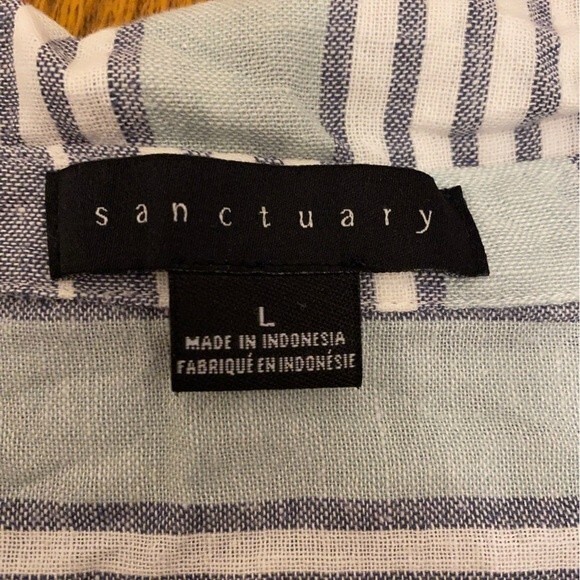 sanctuary
L
MADE IN INDONESIA
FABRIQUÉ EN INDONÉSIE